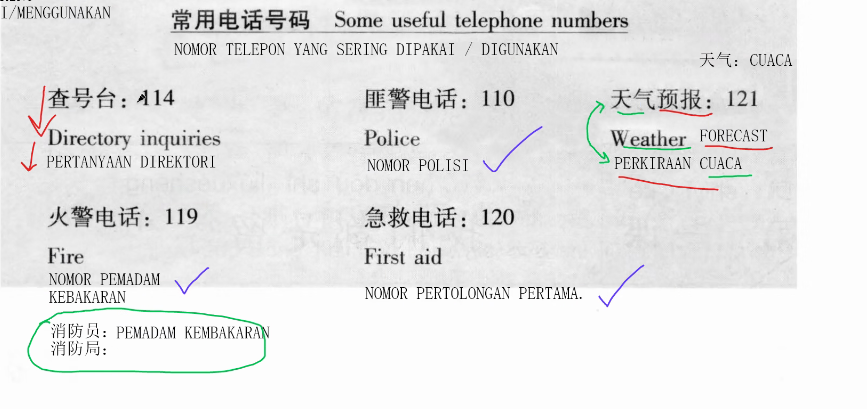 I/MENGGUNAKAN
常用电话号码 Some useful telephone numbers
NOMOR TELEPON YANG SERING DIPAKAI / DIGUNAKAN
天气: CUACA
查号台: 114
Directory inquiries
PERTANYAAN DIREKTORI
匪警电话: 110
Police
NOMOR POLISI
天气预报: 121
Weather FORECAST
PERKIRAAN CUACA
火警电话: 119
Fire
NOMOR PEMADAM
KEBAKARAN
急救电话: 120
First aid
NOMOR PERTOLONGAN PERTAMA.
消防员: PEMADAM KEMBAKARAN
消防局: